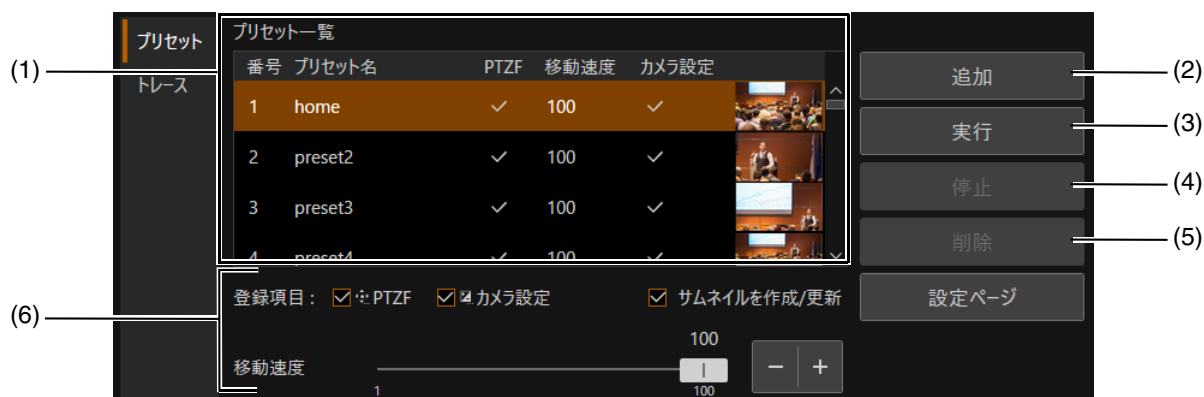 プリセット
トレース
プリセット一覧
番号 プリセット名 PTZF 移動速度 カメラ設定
1 home 100
2 preset2 100
3 preset3 100
4 preset4 100
登録項目： PTZF カメラ設定 サムネイルを作成/更新
移動速度 100
1 100
− +
追加
実行
停止
削除
設定ページ
(1)
(2)
(3)
(4)
(5)
(6)